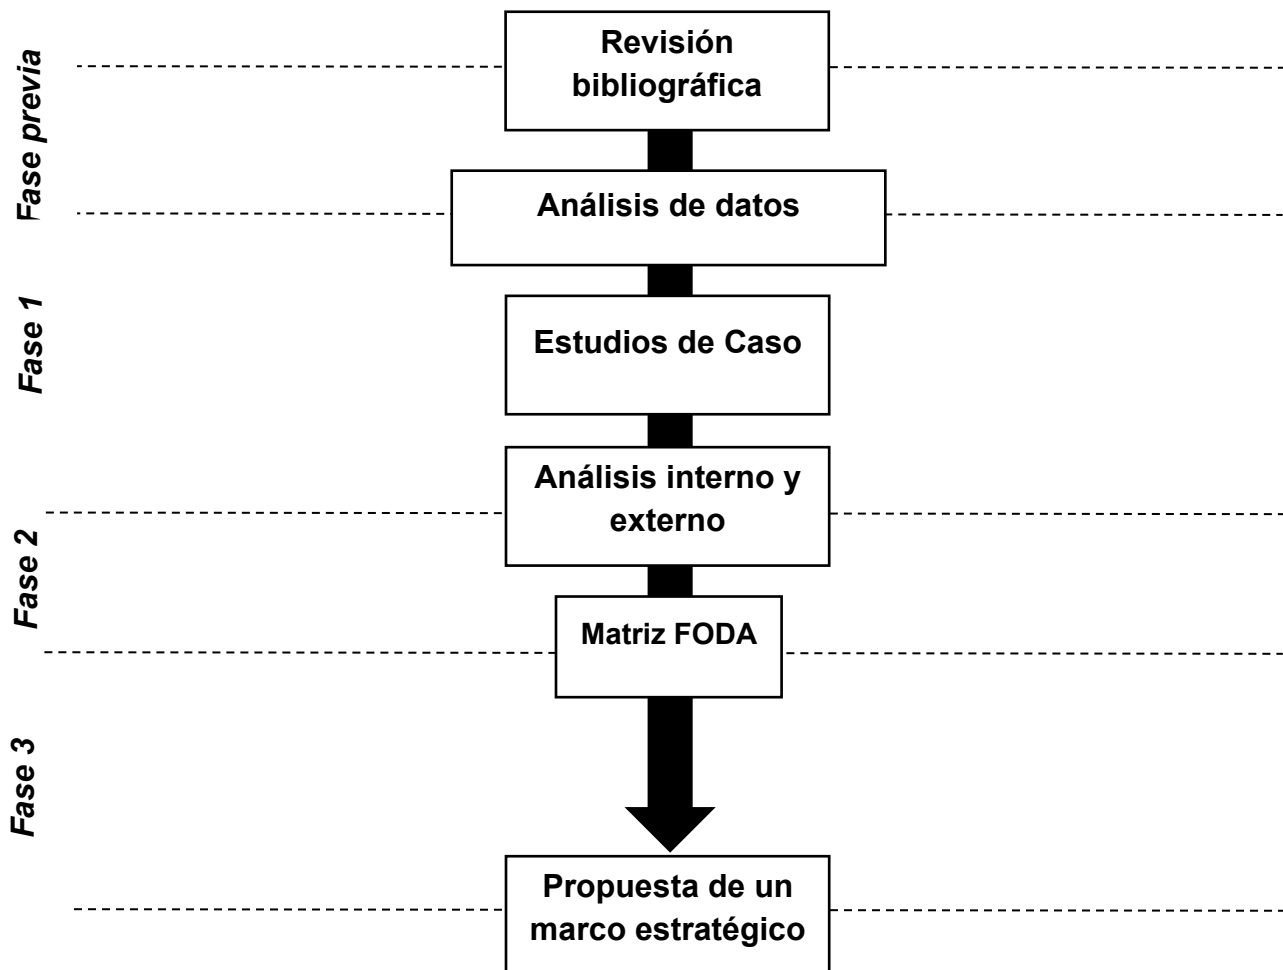 Fase previa
Revisión
bibliográfica
Análisis de datos
Fase 1
Estudios de Caso
Análisis interno y
externo
Fase 2
Matriz FODA
Fase 3
Propuesta de un
marco estratégico